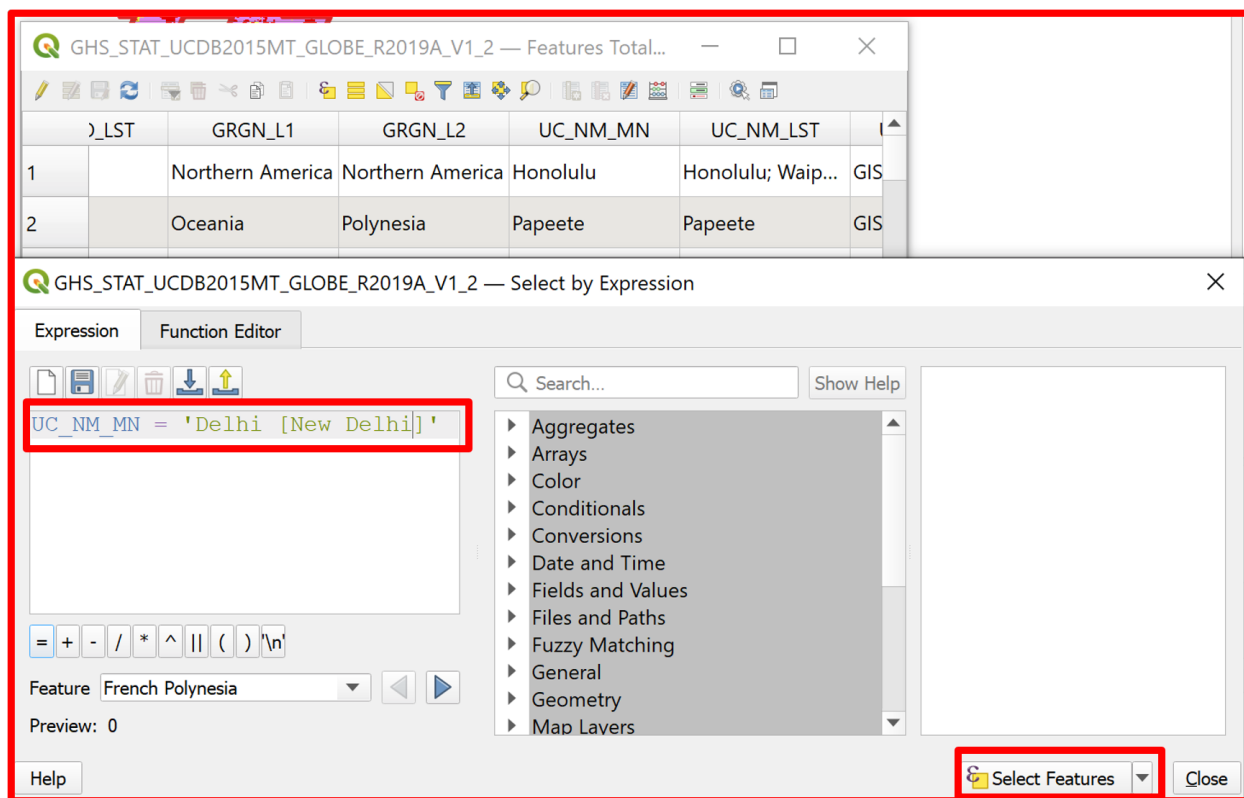 GHS_STAT_UCDB2015MT_GLOBE_R2019A_V1_2 — Features Total...
GRGN_L1 GRGN_L2 UC_NM_MN UC_NM_LST
1 Northern America Northern America Honolulu Honolulu; Waip... GIS
2 Oceania Polynesia Papeete Papeete GIS
GHS_STAT_UCDB2015MT_GLOBE_R2019A_V1_2 — Select by Expression
Expression Function Editor
Search... Show Help
UC_NM_MN = 'Delhi [New Delhi]'
Aggregates
Arrays
Color
Conditionals
Conversions
Date and Time
Fields and Values
Files and Paths
Fuzzy Matching
General
Geometry
Map Layers
= + - / * ^ || ( ) '\n'
Feature French Polynesia
Preview: 0
Help Select Features Close